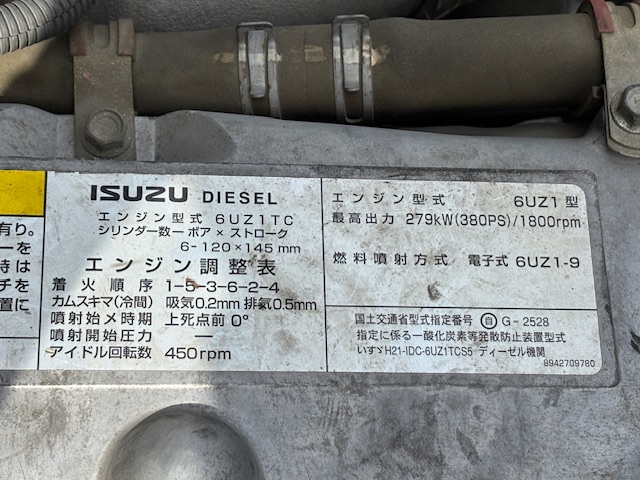 有り。
ーを
時は
チを
置に
ISUZU DIESEL
エンジン型式 6UZ1TC
シリンダー数ー ボア × ストローク
6-120×145mm
エンジン調整表
着火順序 1-5-3-6-2-4
カムスキマ(冷間) 吸気0.2mm 排気0.5mm
噴射始メ時期 上死点前 0°
噴射開始圧力 ー
アイドル回転数 450rpm
エンジン型式 6UZ1型
最高出力 279kW(380PS)/1800rpm
燃料噴射方式 電子式 6UZ1-9
国土交通省型式指定番号 自 G-2528
指定に係る一酸化炭素等発散防止装置型式
いすゞH21-IDC-6UZ1TCS5 ディーゼル機関
8942709780